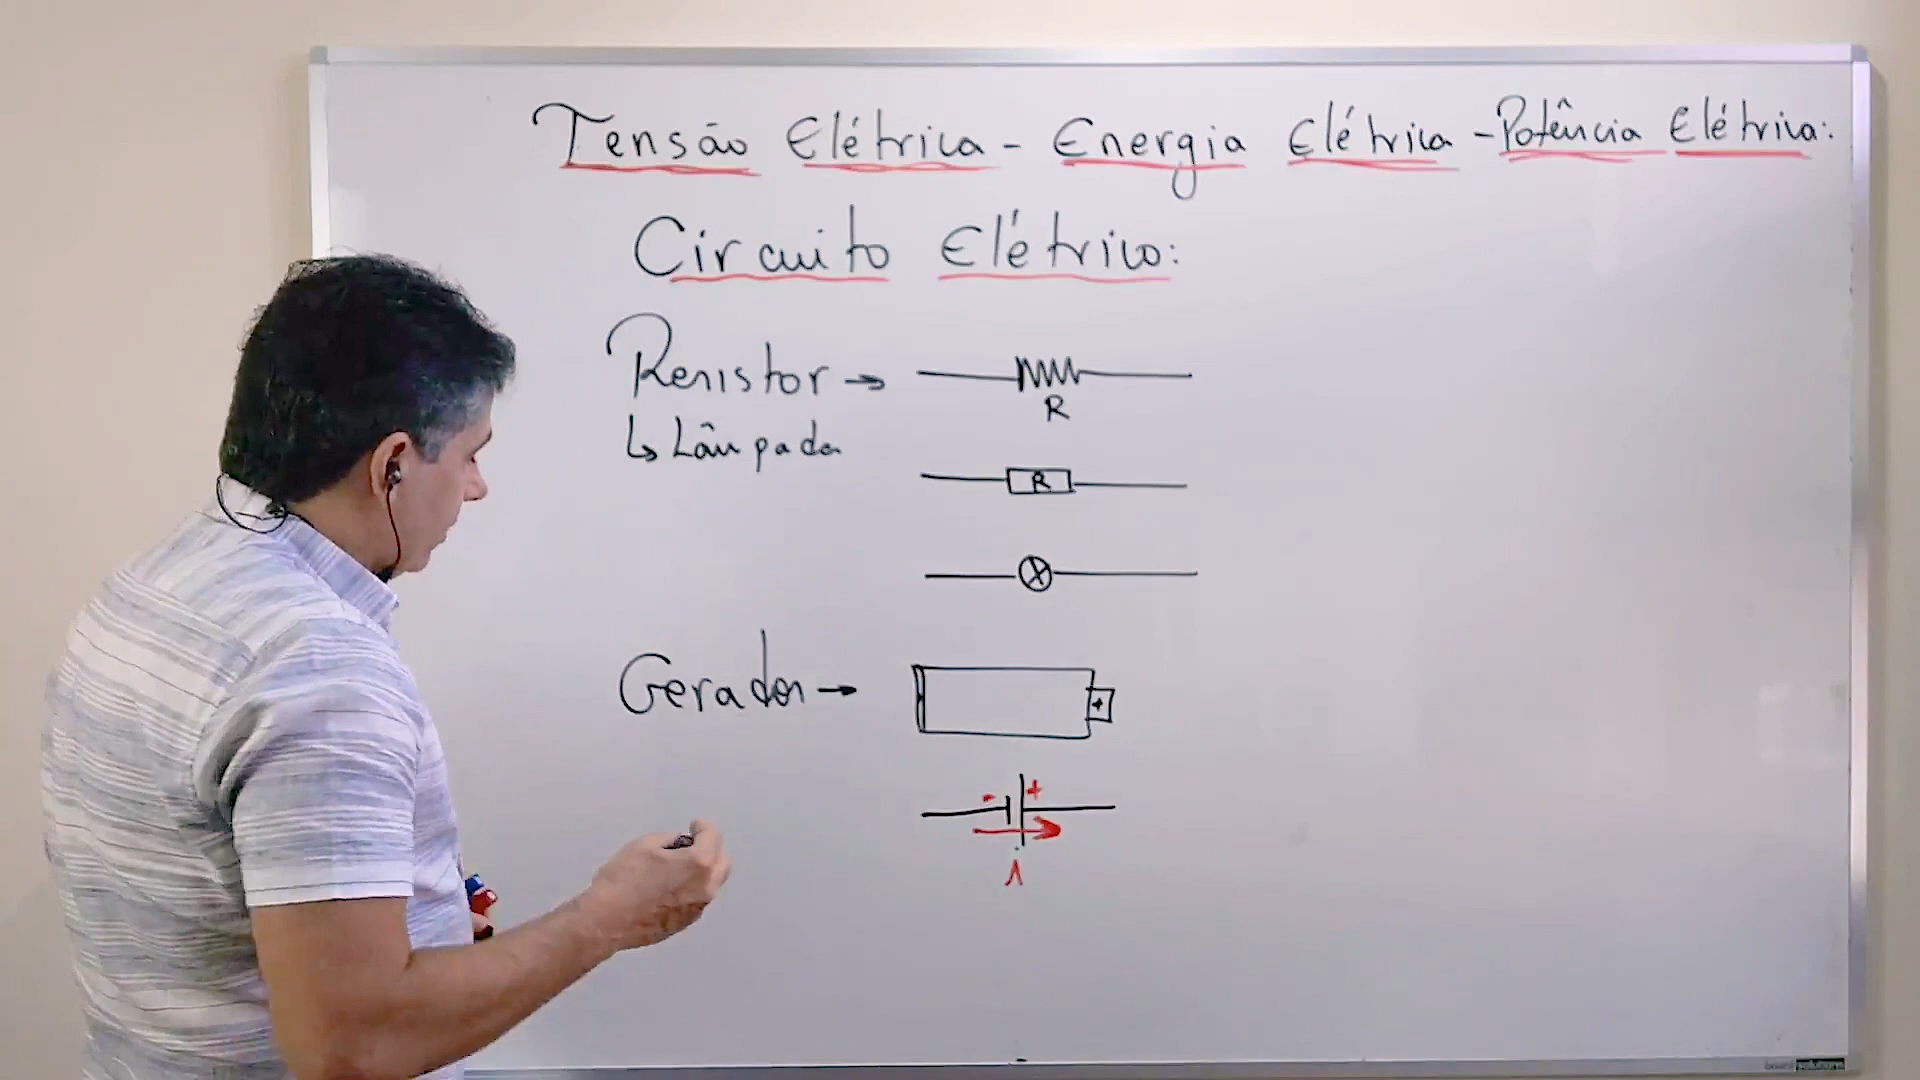 Tensão Elétrica - Energia Elétrica - Potência Elétrica:
Circuito Elétrico:
Resistor →
R
↳ Lâmpada
R
Gerador →
+
- +
i